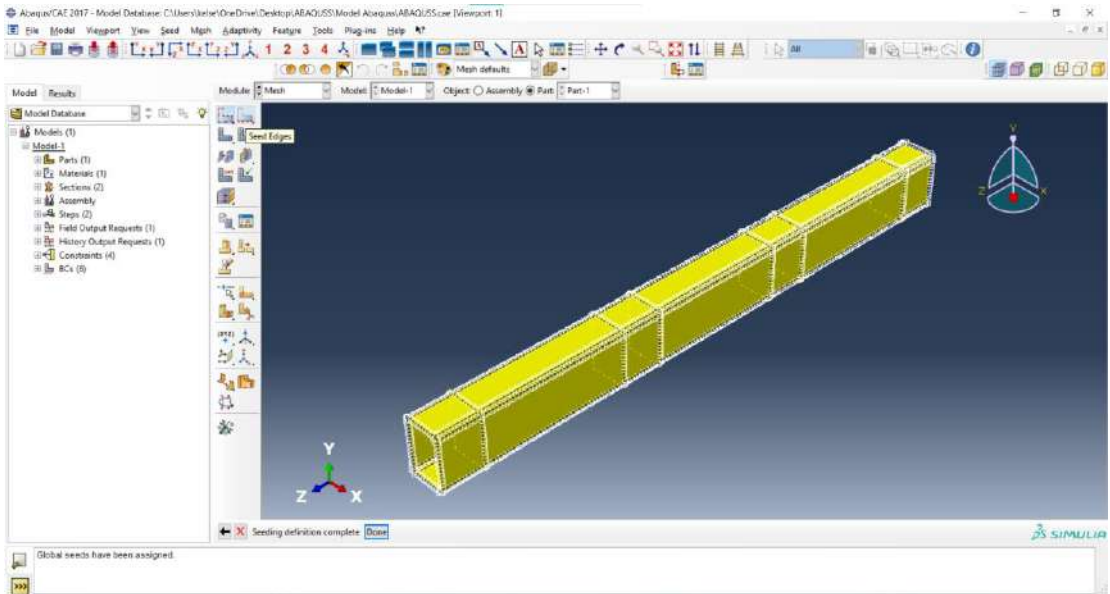 Abaqus/CAE 2017 - Model Database: C:\Users\kelse\OneDrive\Desktop\ABAQUSS\Model Abaquss\ABAQUSS.cae [Viewport: 1]
File Model Viewport View Seed Mesh Adaptivity Feature Tools Plug-ins Help
1 2 3 4 A All
Mesh defaults
Model Results Module: Mesh Model: Model-1 Object: Assembly Part: Part-1
Model Database
Models (1)
Model-1
Parts (1)
Materials (1)
Sections (2)
Assembly
Steps (2)
Field Output Requests (1)
History Output Requests (1)
Constraints (4)
BCs (6)
Seed Edges
Y
Z X
Y
Z X
Seeding definition complete Done
SIMULIA
Global seeds have been assigned.
>>>